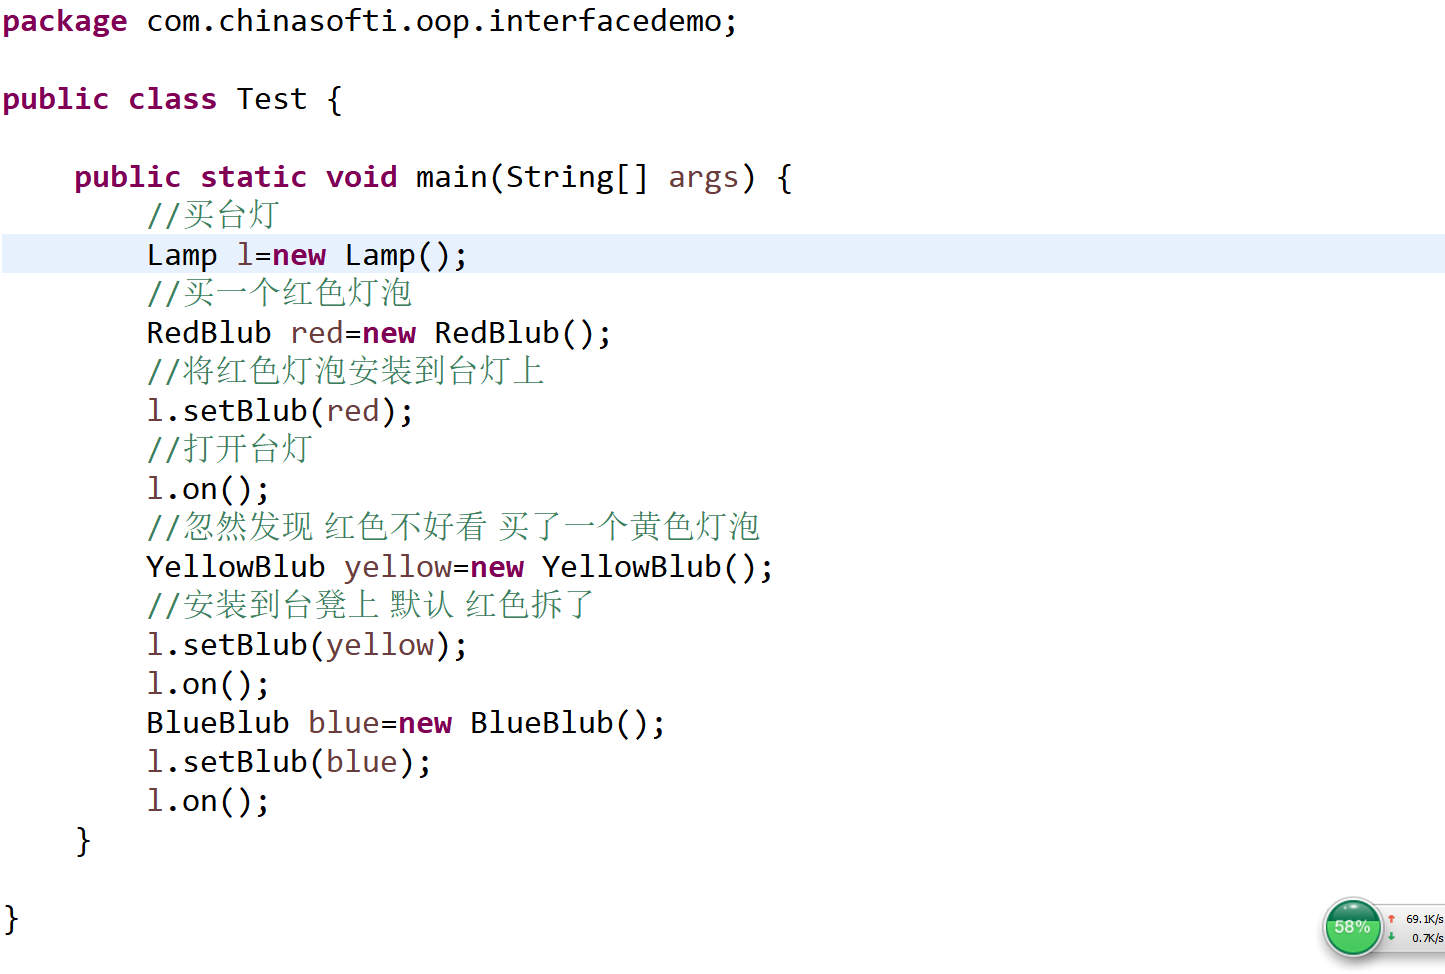 package com.chinasofti.oop.interfacedemo;
public class Test {
public static void main(String[] args) {
//买台灯
Lamp l=new Lamp();
//买一个红色灯泡
RedBlub red=new RedBlub();
//将红色灯泡安装到台灯上
l.setBlub(red);
//打开台灯
l.on();
//忽然发现 红色不好看 买了一个黄色灯泡
YellowBlub yellow=new YellowBlub();
//安装到台凳上 默认 红色拆了
l.setBlub(yellow);
l.on();
BlueBlub blue=new BlueBlub();
l.setBlub(blue);
l.on();
}
}
58%
69.1K/s
0.7K/s